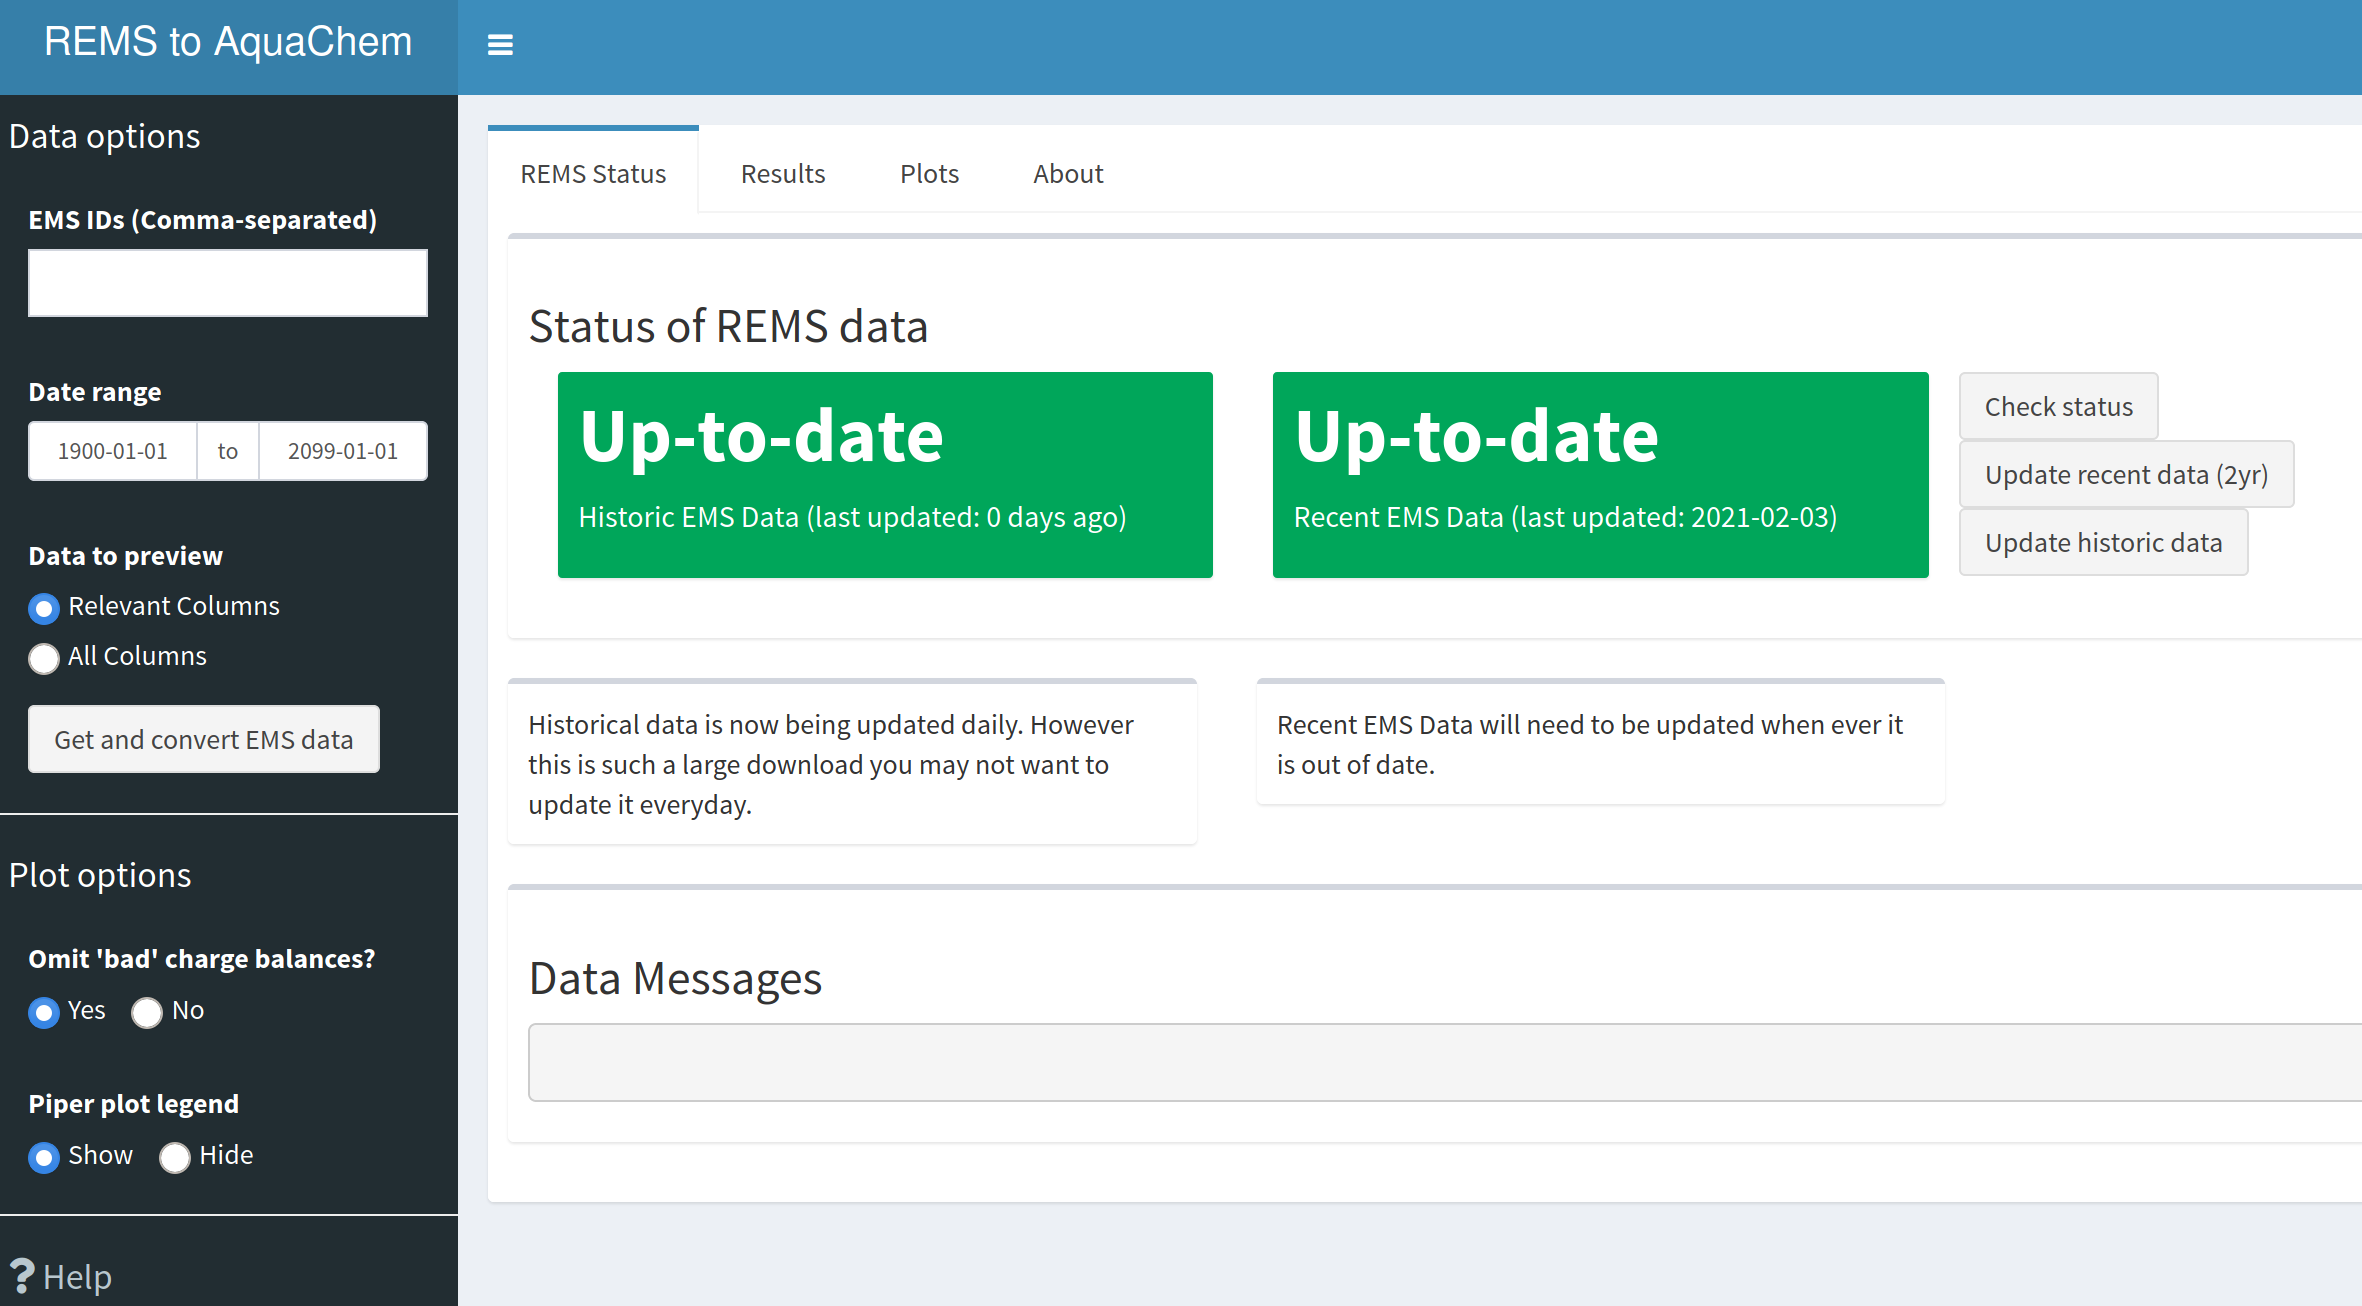 REMS to AquaChem
Data options
EMS IDs (Comma-separated)
Date range
1900-01-01 to 2099-01-01
Data to preview
Relevant Columns
All Columns
Get and convert EMS data
Plot options
Omit 'bad' charge balances?
Yes No
Piper plot legend
Show Hide
? Help
REMS Status Results Plots About
Status of REMS data
Up-to-date
Historic EMS Data (last updated: 0 days ago)
Up-to-date
Recent EMS Data (last updated: 2021-02-03)
Check status
Update recent data (2yr)
Update historic data
Historical data is now being updated daily. However
this is such a large download you may not want to
update it everyday.
Recent EMS Data will need to be updated when ever it
is out of date.
Data Messages